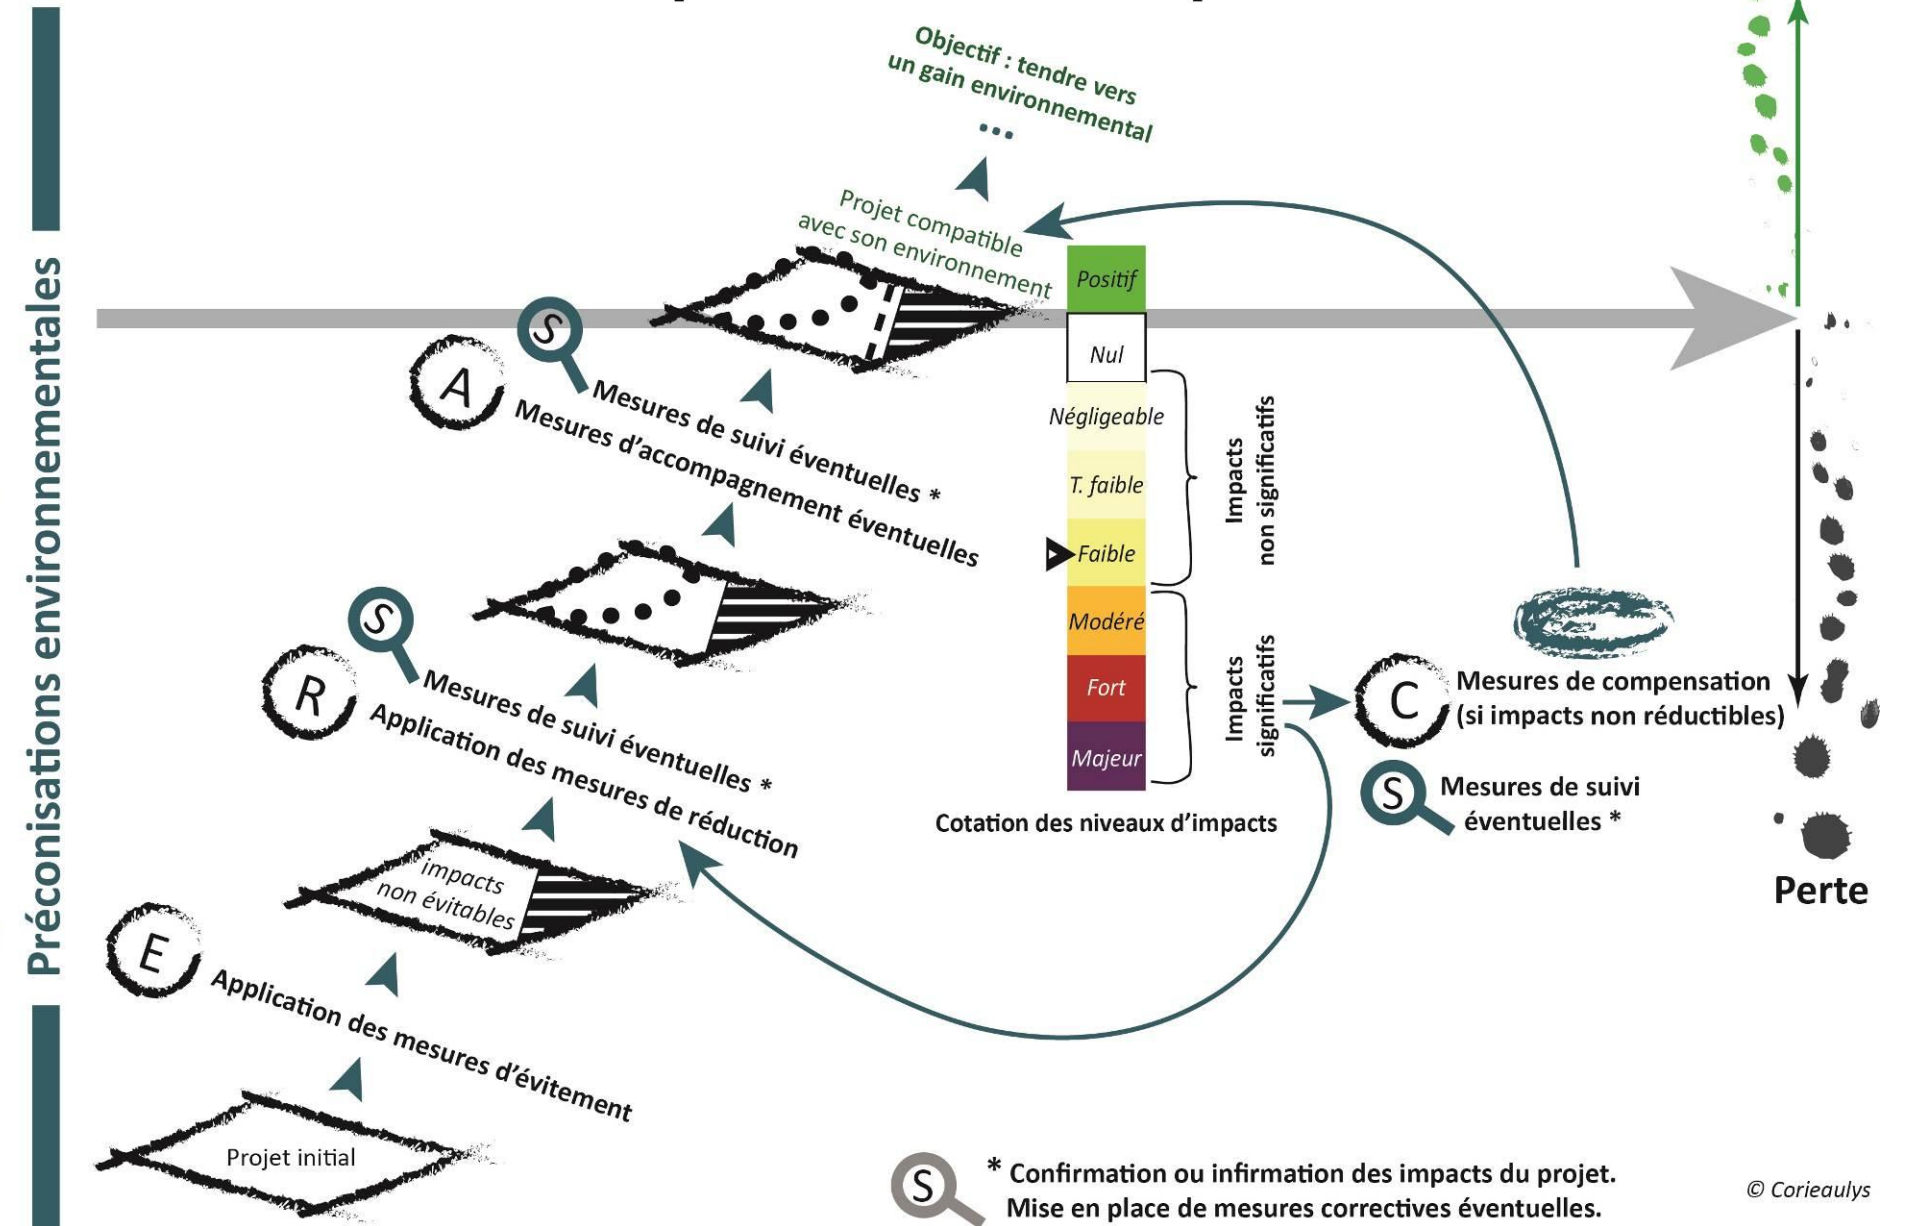 Préconisations environnementales
Objectif : tendre vers
un gain environnemental
...
Projet compatible
avec son environnement
S
A
Mesures de suivi éventuelles *
Mesures d’accompagnement éventuelles
S
R
Mesures de suivi éventuelles *
Application des mesures de réduction
impacts
non évitables
E
Application des mesures d’évitement
Projet initial
Positif
Nul
Négligeable
T. faible
Faible
Modéré
Fort
Majeur
Impacts
non significatifs
Impacts
significatifs
Cotation des niveaux d’impacts
C
Mesures de compensation
(si impacts non réductibles)
S
Mesures de suivi
éventuelles *
Perte
S
* Confirmation ou infirmation des impacts du projet.
Mise en place de mesures correctives éventuelles.
© Corieaulys